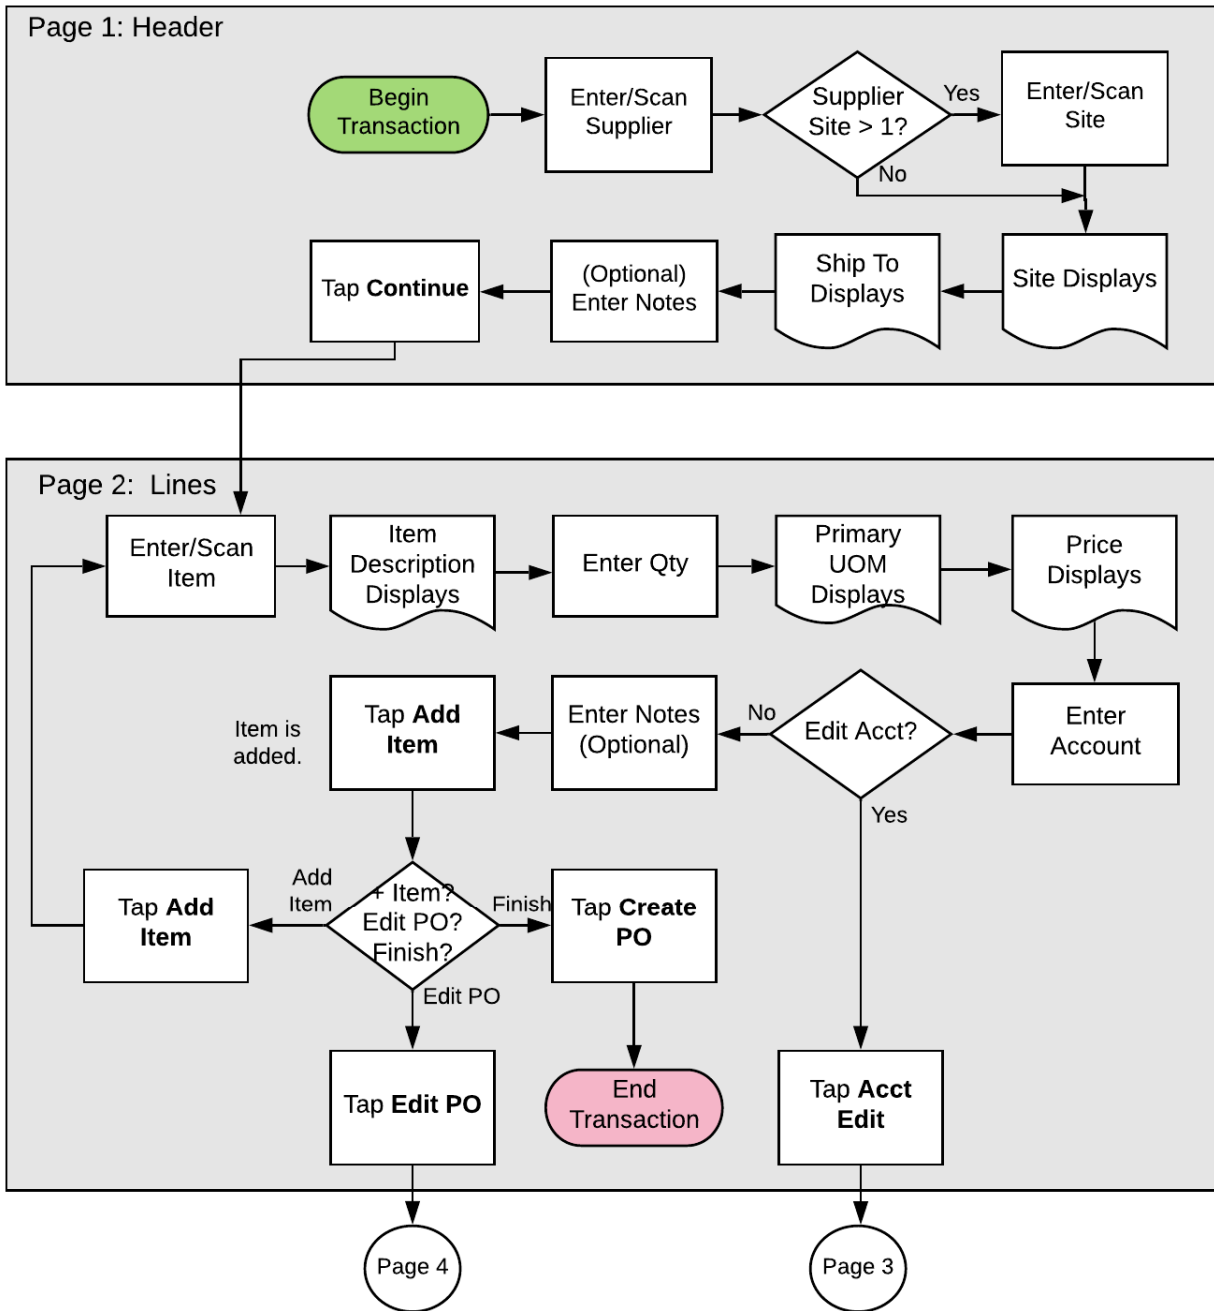 Page 1: Header
Begin
Transaction
Enter/Scan
Supplier
Supplier
Site > 1?
Yes
Enter/Scan
Site
No
Site Displays
Ship To
Displays
(Optional)
Enter Notes
Tap Continue
Page 2: Lines
Enter/Scan
Item
Item
Description
Displays
Enter Qty
Primary
UOM
Displays
Price
Displays
Enter
Account
Edit Acct?
No
Yes
Enter Notes
(Optional)
Tap Add
Item
Item is
added.
+ Item?
Edit PO?
Finish?
Add
Item
Tap Add
Item
Finish
Tap Create
PO
End
Transaction
Edit PO
Tap Edit PO
Page 4
Tap Acct
Edit
Page 3